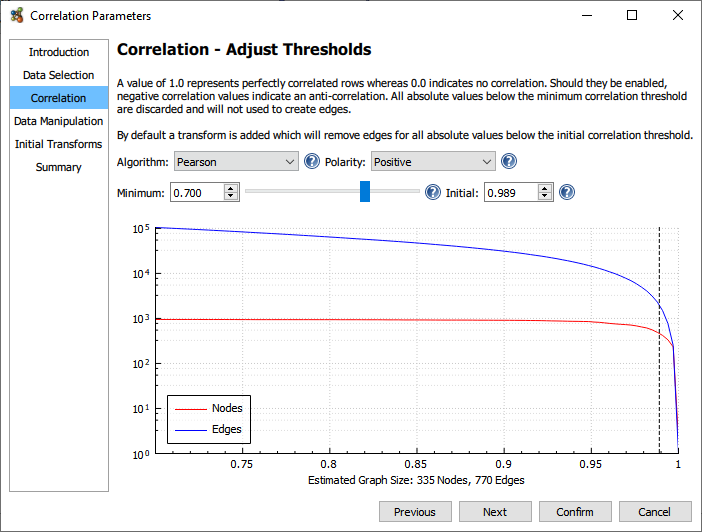 Correlation Parameters
Introduction
Data Selection
Correlation
Data Manipulation
Initial Transforms
Summary
Correlation - Adjust Thresholds
A value of 1.0 represents perfectly correlated rows whereas 0.0 indicates no correlation. Should they be enabled,
negative correlation values indicate an anti-correlation. All absolute values below the minimum correlation threshold
are discarded and will not used to create edges.
By default a transform is added which will remove edges for all absolute values below the initial correlation threshold.
Algorithm: Pearson ? Polarity: Positive ?
Minimum: 0.700 ? Initial: 0.989 ?
10^5
10^4
10^3
10^2
10^1
10^0
Nodes
Edges
0.75 0.8 0.85 0.9 0.95 1
Estimated Graph Size: 335 Nodes, 770 Edges
Previous Next Confirm Cancel